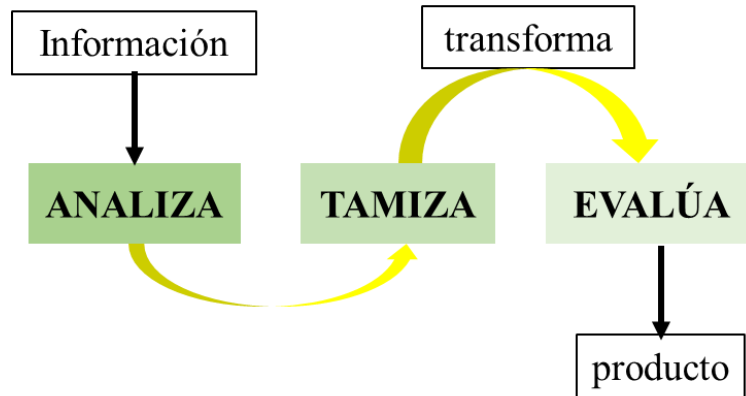 Información
transforma
ANALIZA
TAMIZA
EVALÚA
producto